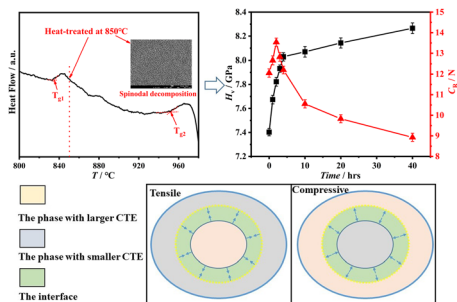 Heat Flow / a.u.
Heat-treated at 850°C
Spinodal decomposition
Tg1
Tg2
800 840 880 920 960
T / °C
Hv / GPa
8.4
8.2
8.0
7.8
7.6
7.4
7.2
0 10 20 30 40
Time / hrs
15
14
13
12
11
10
9
8
CR / N
The phase with larger CTE
The phase with smaller CTE
The interface
Tensile
Compressive